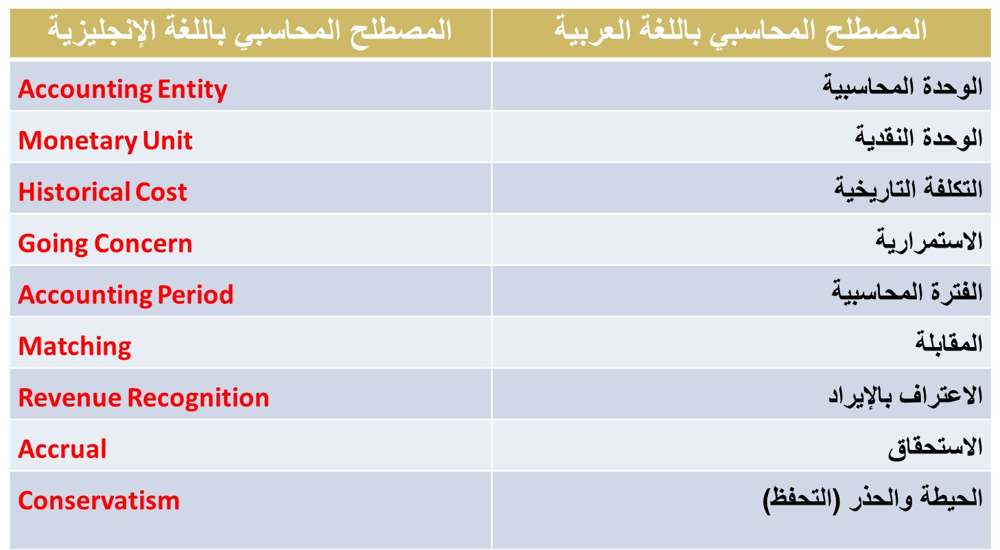 المصطلح المحاسبي باللغة العربية
المصطلح المحاسبي باللغة الإنجليزية
الوحدة المحاسبية
Accounting Entity
الوحدة النقدية
Monetary Unit
التكلفة التاريخية
Historical Cost
الاستمرارية
Going Concern
الفترة المحاسبية
Accounting Period
المقابلة
Matching
الاعتراف بالإيراد
Revenue Recognition
الاستحقاق
Accrual
الحيطة والحذر (التحفظ)
Conservatism